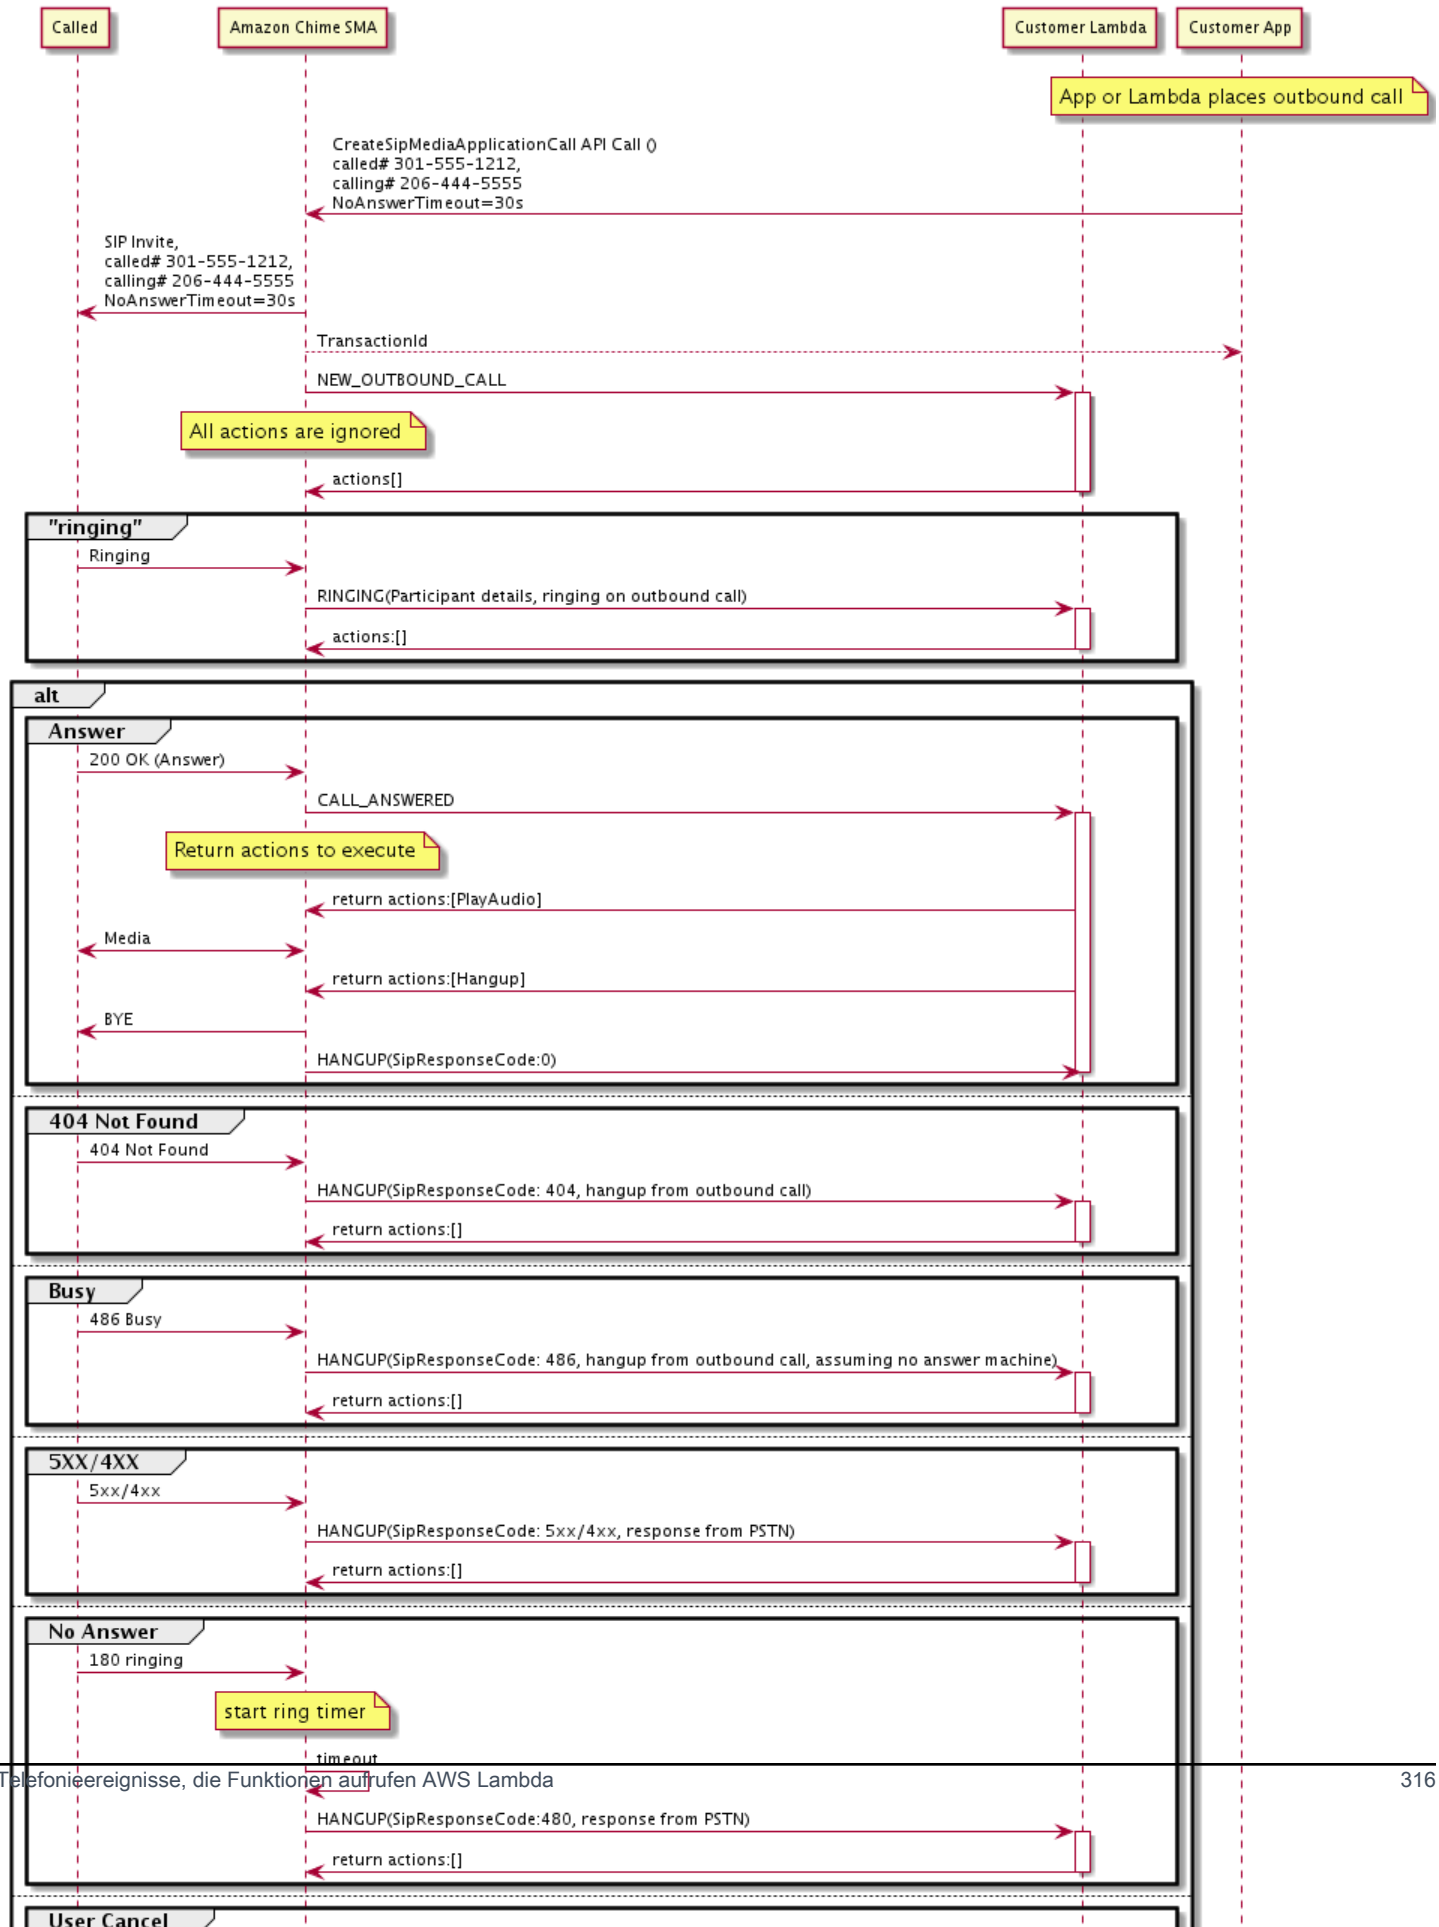 Called
Amazon Chime SMA
Customer Lambda
Customer App
App or Lambda places outbound call
CreateSipMediaApplicationCall API Call ()
called# 301-555-1212,
calling# 206-444-5555
NoAnswerTimeout=30s
SIP Invite,
called# 301-555-1212,
calling# 206-444-5555
NoAnswerTimeout=30s
TransactionId
NEW_OUTBOUND_CALL
All actions are ignored
actions[]
"ringing"
Ringing
RINGING(Participant details, ringing on outbound call)
actions:[]
alt
Answer
200 OK (Answer)
CALL_ANSWERED
Return actions to execute
return actions:[PlayAudio]
Media
return actions:[Hangup]
BYE
HANGUP(SipResponseCode:0)
404 Not Found
404 Not Found
HANGUP(SipResponseCode: 404, hangup from outbound call)
return actions:[]
Busy
486 Busy
HANGUP(SipResponseCode: 486, hangup from outbound call, assuming no answer machine)
return actions:[]
5XX/4XX
5xx/4xx
HANGUP(SipResponseCode: 5xx/4xx, response from PSTN)
return actions:[]
No Answer
180 ringing
start ring timer
timeout
Telefonieereignisse, die Funktionen aufrufen AWS Lambda 316
HANGUP(SipResponseCode:480, response from PSTN)
return actions:[]
User Cancel